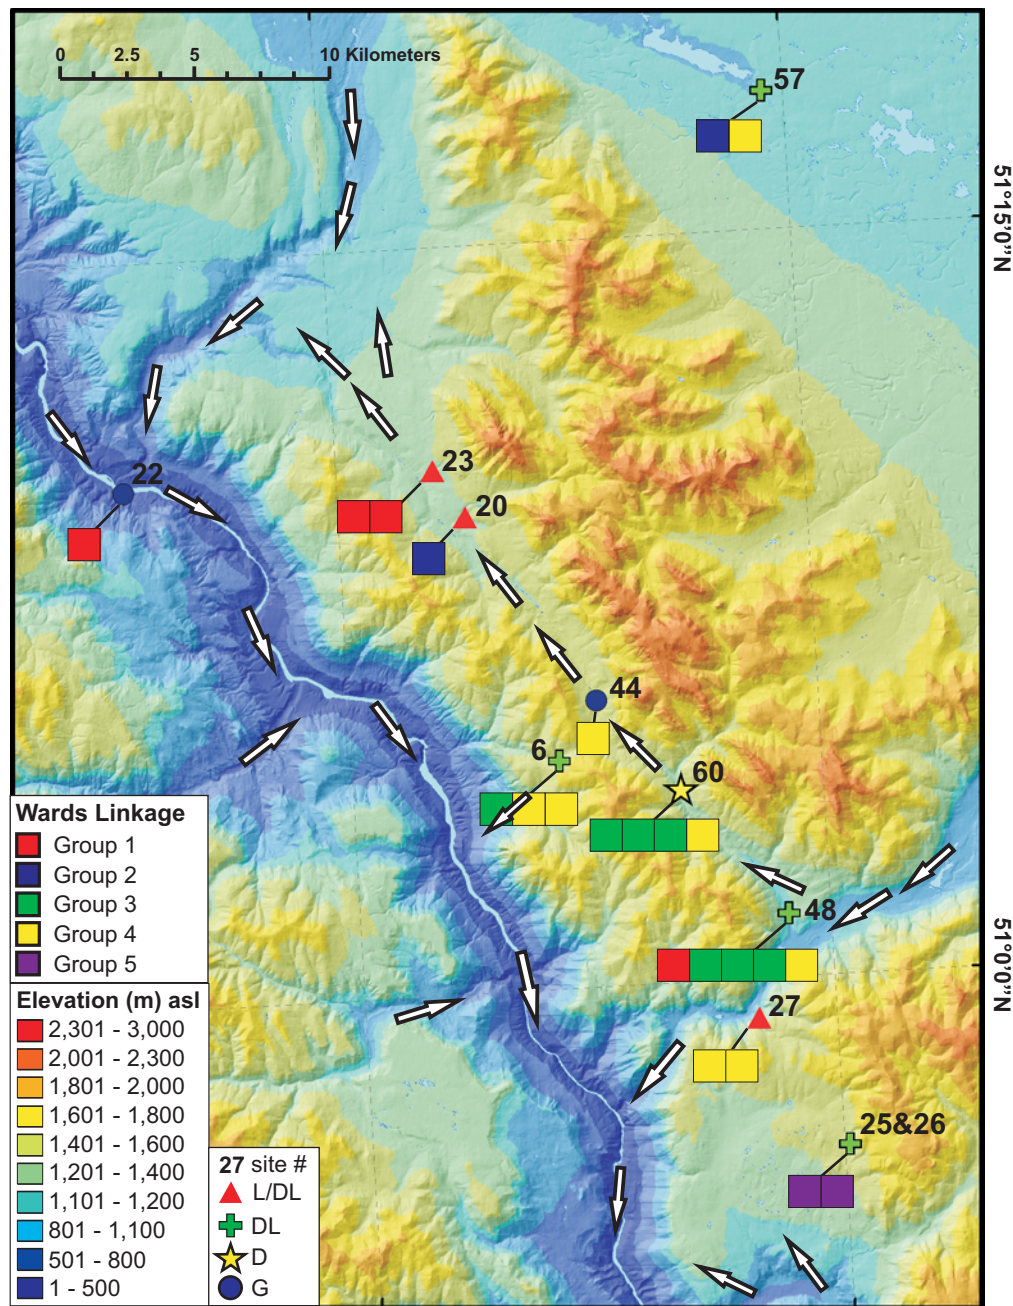 0 2.5 5 10 Kilometers
57
51°15'0"N
23
22
20
44
6
60
48
51°0'0"N
27
25&26
Wards Linkage
Group 1
Group 2
Group 3
Group 4
Group 5
Elevation (m) asl
2,301 - 3,000
2,001 - 2,300
1,801 - 2,000
1,601 - 1,800
1,401 - 1,600
1,201 - 1,400
1,101 - 1,200
801 - 1,100
501 - 800
1 - 500
27 site #
L/DL
DL
D
G